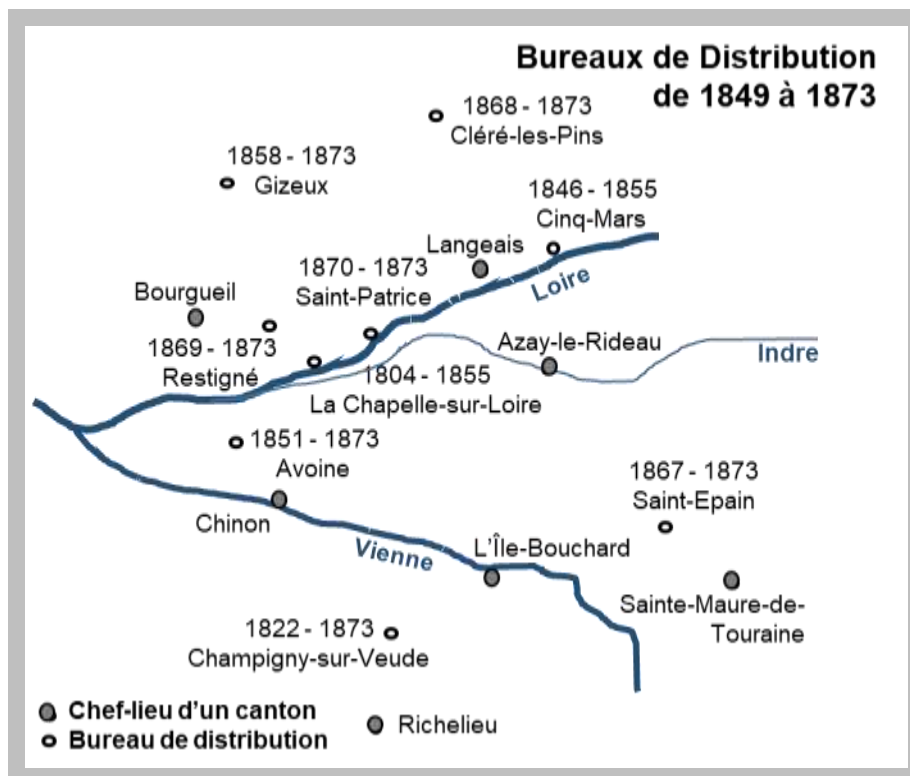 Bureaux de Distribution
de 1849 à 1873
1868 - 1873
Cléré-les-Pins
1858 - 1873
Gizeux
1846 - 1855
Cinq-Mars
Langeais
1870 - 1873
Saint-Patrice
Loire
Bourgueil
1869 - 1873
Restigné
Azay-le-Rideau
Indre
1804 - 1855
La Chapelle-sur-Loire
1851 - 1873
Avoine
1867 - 1873
Saint-Epain
Chinon
Vienne
L'Île-Bouchard
Sainte-Maure-de-
Touraine
1822 - 1873
Champigny-sur-Veude
Chef-lieu d'un canton
Bureau de distribution
Richelieu